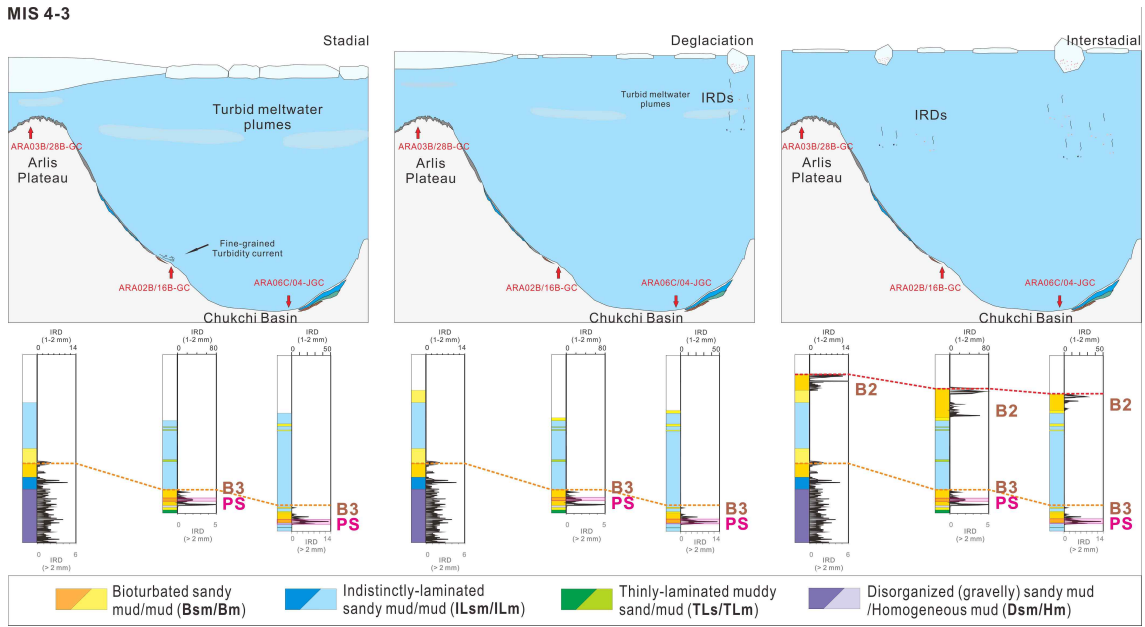 MIS 4-3
Stadial
Turbid meltwater
plumes
ARA03B/28B-GC
Arlis
Plateau
Fine-grained
Turbidity current
ARA02B/16B-GC
ARA06C/04-JGC
Chukchi Basin
Deglaciation
Turbid meltwater
plumes
IRDs
ARA03B/28B-GC
Arlis
Plateau
ARA02B/16B-GC
ARA06C/04-JGC
Chukchi Basin
Interstadial
IRDs
ARA03B/28B-GC
Arlis
Plateau
ARA02B/16B-GC
ARA06C/04-JGC
Chukchi Basin
IRD
(1-2 mm)
0 14
IRD
(1-2 mm)
0 80
IRD
(1-2 mm)
0 50
B3
PS
B3
PS
0 6
IRD
(> 2 mm)
0 5
IRD
(> 2 mm)
0 14
IRD
(> 2 mm)
IRD
(1-2 mm)
0 14
IRD
(1-2 mm)
0 80
IRD
(1-2 mm)
0 50
B3
PS
B3
PS
0 6
IRD
(> 2 mm)
0 5
IRD
(> 2 mm)
0 14
IRD
(> 2 mm)
IRD
(1-2 mm)
0 14
IRD
(1-2 mm)
0 80
IRD
(1-2 mm)
0 50
B2
B2
B2
B3
PS
B3
PS
0 6
IRD
(> 2 mm)
0 5
IRD
(> 2 mm)
0 14
IRD
(> 2 mm)
Bioturbated sandy
mud/mud (Bsm/Bm)
Indistinctly-laminated
sandy mud/mud (ILsm/ILm)
Thinly-laminated muddy
sand/mud (TLs/TLm)
Disorganized (gravelly) sandy mud
/Homogeneous mud (Dsm/Hm)